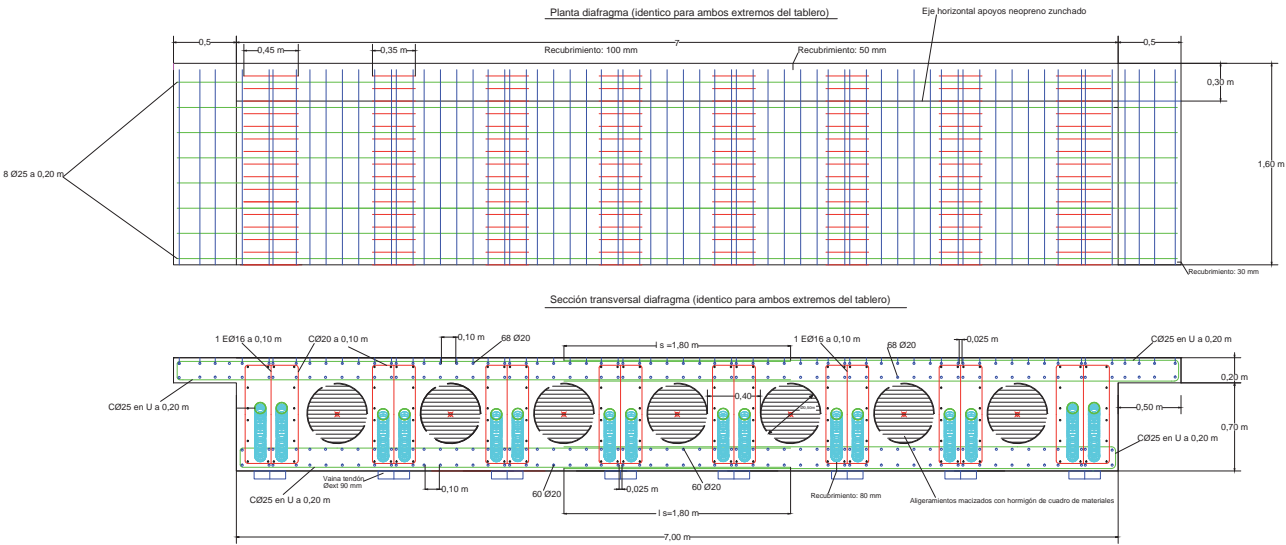 Planta diafragma (identico para ambos extremos del tablero)
Eje horizontal apoyos neopreno zunchado
0,5
7
0,5
0,45 m
0,35 m
Recubrimiento: 100 mm
Recubrimiento: 50 mm
0,30 m
8 Ø25 a 0,20 m
1,60 m
Recubrimiento: 30 mm
Sección transversal diafragma (identico para ambos extremos del tablero)
1 EØ16 a 0,10 m
CØ20 a 0,10 m
0,10 m
68 Ø20
l s =1,80 m
1 EØ16 a 0,10 m
68 Ø20
0,025 m
CØ25 en U a 0,20 m
0,20 m
CØ25 en U a 0,20 m
0,40
0,50 m
0,70 m
CØ25 en U a 0,20 m
Vaina tendón
Øext 90 mm
CØ25 en U a 0,20 m
0,10 m
60 Ø20
0,025 m
60 Ø20
Recubrimiento: 80 mm
Aligeramientos macizados con hormigón de cuadro de materiales
l s=1,80 m
7,00 m